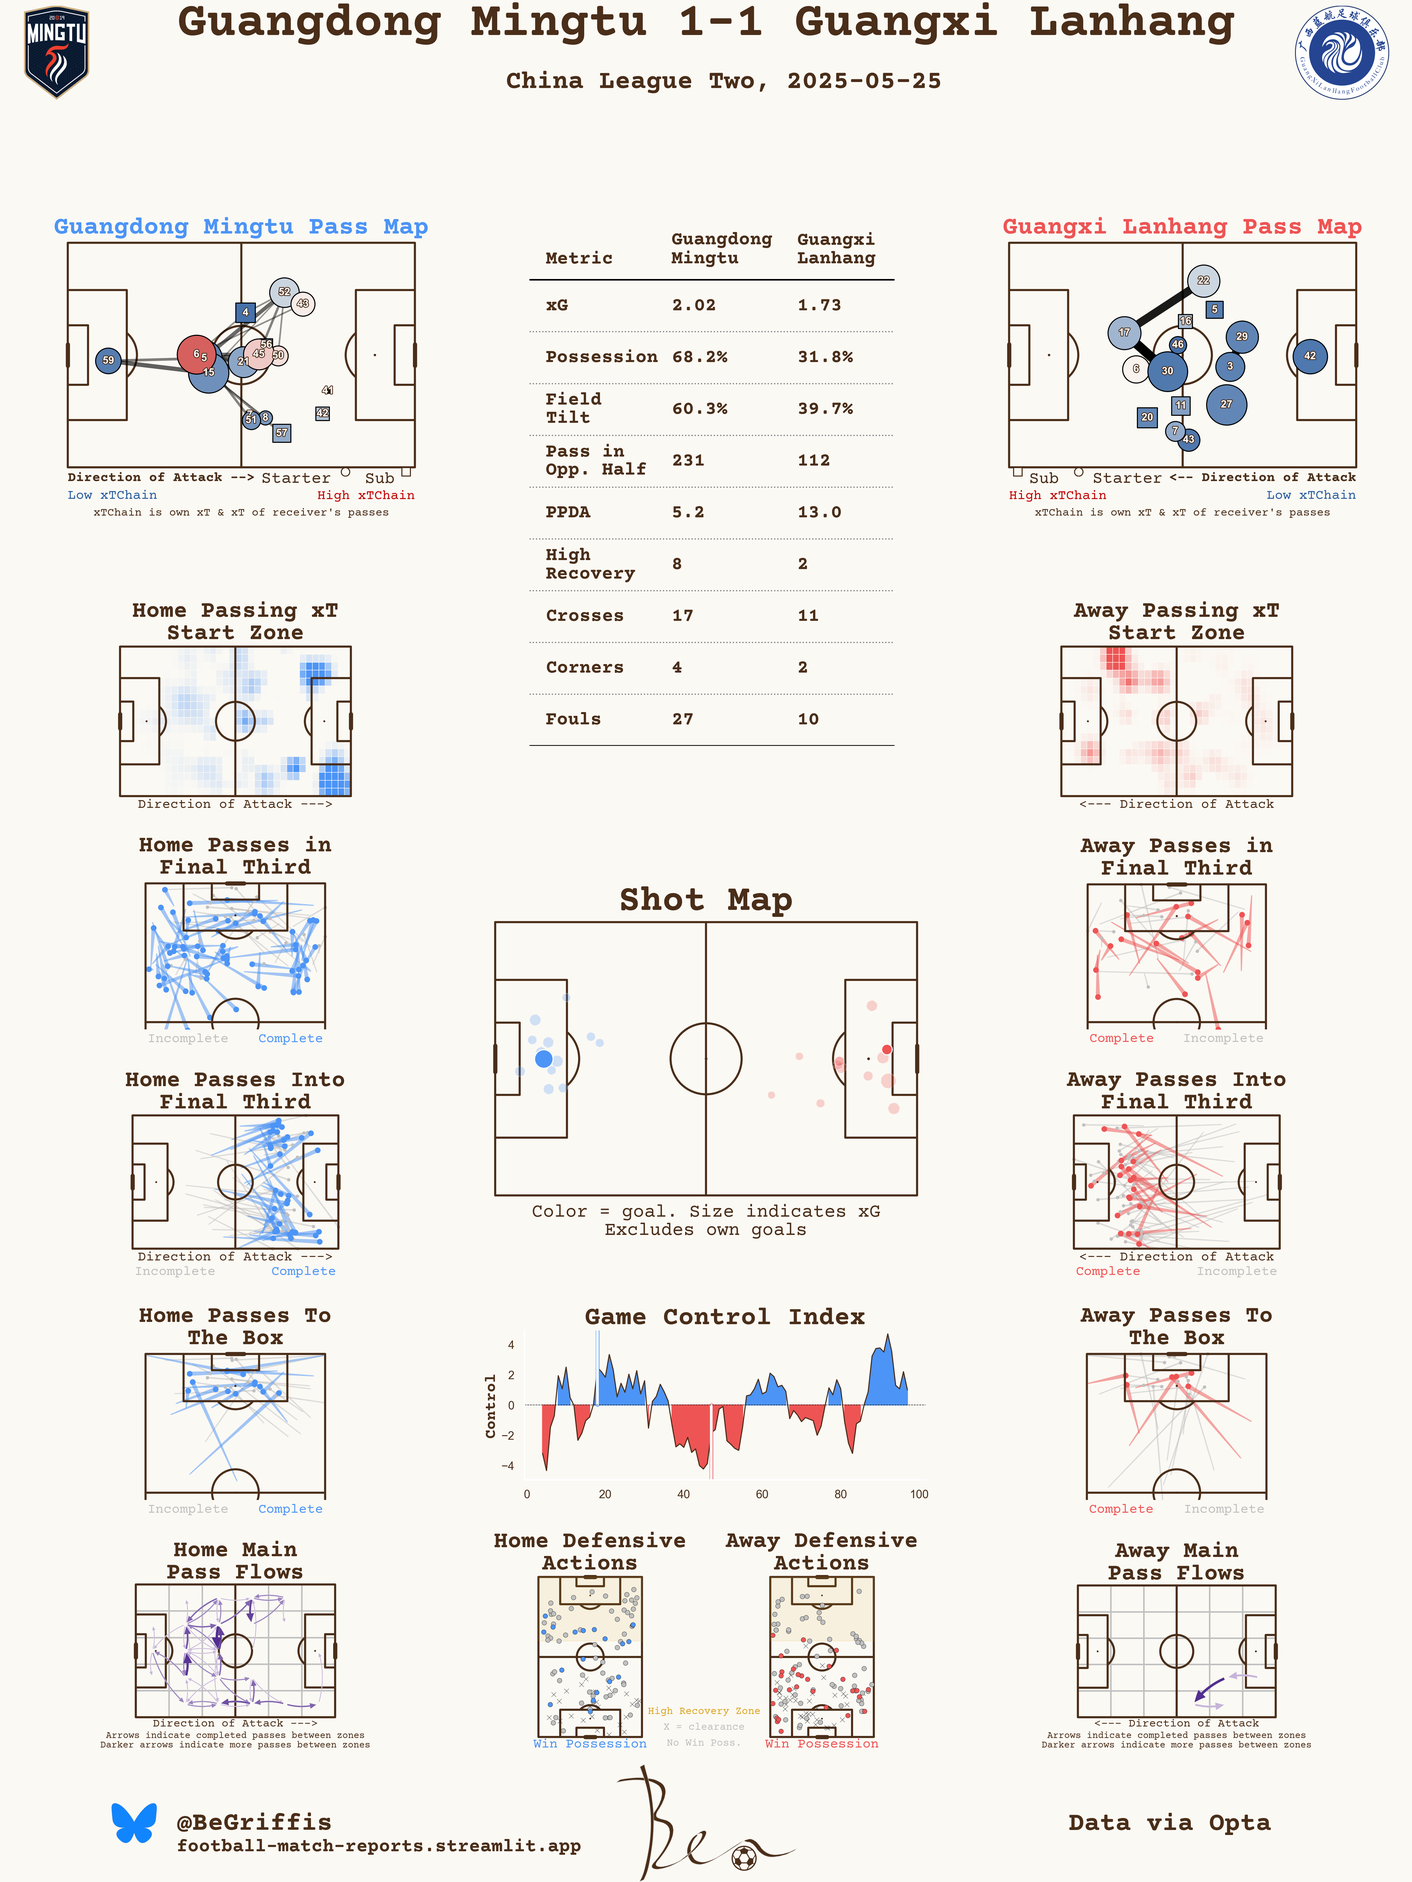 Guangdong Mingtu 1-1 Guangxi Lanhang
China League Two, 2025-05-25
2019
MINGTU
广西蓝航足球俱乐部
GuangXiLanHangFootballClub
Guangdong Mingtu Pass Map
4
52
43
59
6
5
15
21
45
56
50
41
42
7
51
8
57
Direction of Attack --> Starter Sub
Low xTChain High xTChain
xTChain is own xT & xT of receiver's passes
Metric Guangdong Mingtu Guangxi Lanhang
xG 2.02 1.73
Possession 68.2% 31.8%
Field Tilt 60.3% 39.7%
Pass in Opp. Half 231 112
PPDA 5.2 13.0
High Recovery 8 2
Crosses 17 11
Corners 4 2
Fouls 27 10
Guangxi Lanhang Pass Map
22
5
16
17
46
29
6
30
3
42
20
11
27
7
43
Sub Starter <-- Direction of Attack
High xTChain Low xTChain
xTChain is own xT & xT of receiver's passes
Home Passing xT
Start Zone
Direction of Attack --->
Away Passing xT
Start Zone
<--- Direction of Attack
Home Passes in
Final Third
Incomplete Complete
Away Passes in
Final Third
Complete Incomplete
Shot Map
Color = goal. Size indicates xG
Excludes own goals
Home Passes Into
Final Third
Direction of Attack --->
Incomplete Complete
Away Passes Into
Final Third
<--- Direction of Attack
Complete Incomplete
Home Passes To
The Box
Incomplete Complete
Game Control Index
Control
4
2
0
−2
−4
0 20 40 60 80 100
Away Passes To
The Box
Complete Incomplete
Home Main
Pass Flows
Direction of Attack --->
Arrows indicate completed passes between zones
Darker arrows indicate more passes between zones
Home Defensive
Actions
Win Possession
High Recovery Zone
X = clearance
No Win Poss.
Away Defensive
Actions
Win Possession
Away Main
Pass Flows
<--- Direction of Attack
Arrows indicate completed passes between zones
Darker arrows indicate more passes between zones
@BeGriffis
football-match-reports.streamlit.app
Ben
Data via Opta